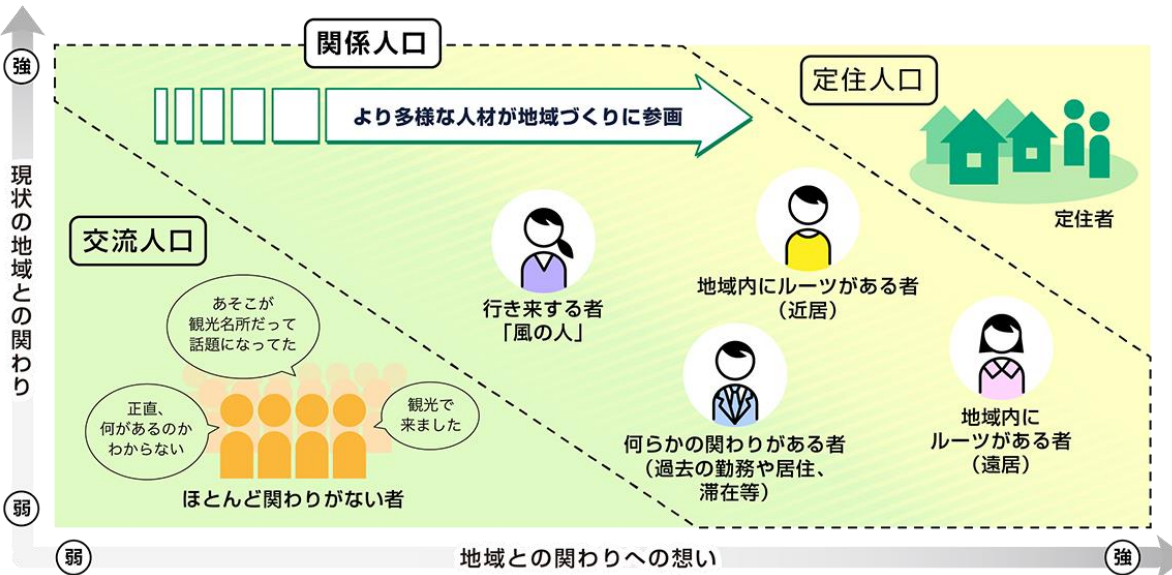 強
関係人口
定住人口
より多様な人材が地域づくりに参画
現状の地域との関わり
定住者
交流人口
行き来する者
「風の人」
地域内にルーツがある者
（近居）
あそこが
観光名所だって
話題になってた
正直、
何があるのか
わからない
観光で
来ました
ほとんど関わりがない者
何らかの関わりがある者
（過去の勤務や居住、
滞在等）
地域内に
ルーツがある者
（遠居）
弱
弱
地域との関わりへの想い
強